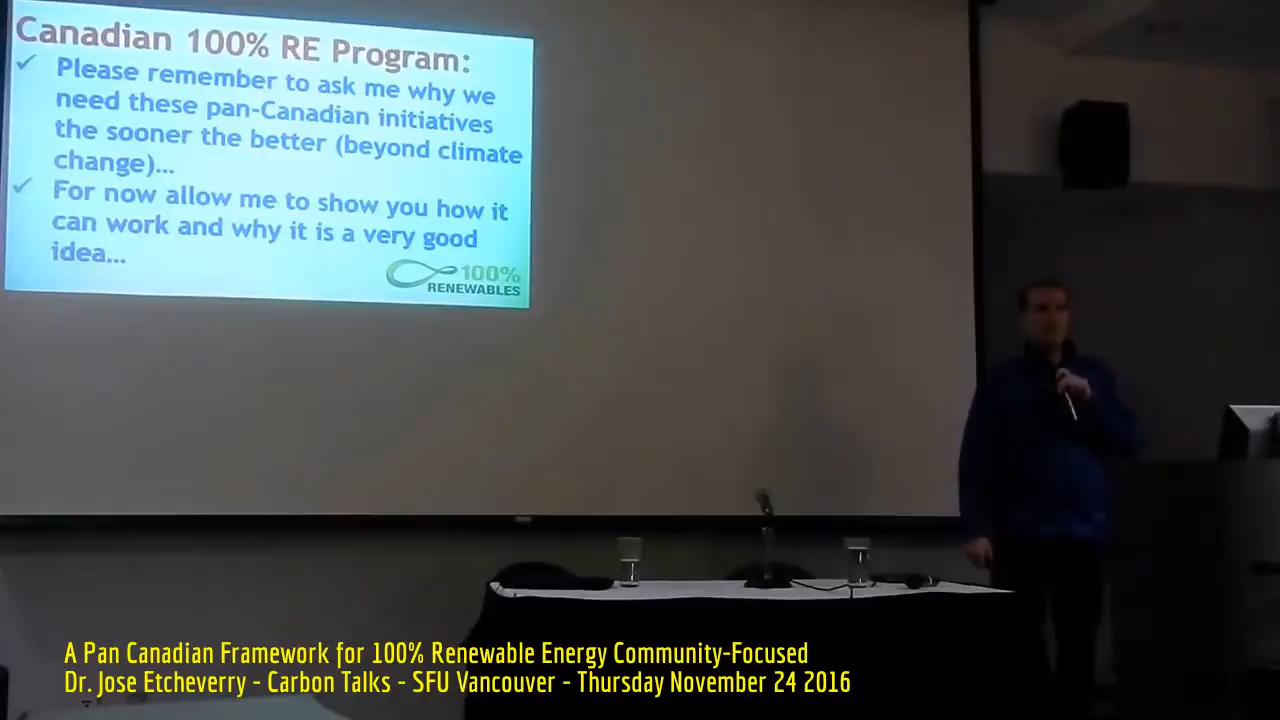 Canadian 100% RE Program:
✓ Please remember to ask me why we
need these pan-Canadian initiatives
the sooner the better (beyond climate
change)...
✓ For now allow me to show you how it
can work and why it is a very good
idea...
100%
RENEWABLES
A Pan Canadian Framework for 100% Renewable Energy Community-Focused
Dr. Jose Etcheverry - Carbon Talks - SFU Vancouver - Thursday November 24 2016